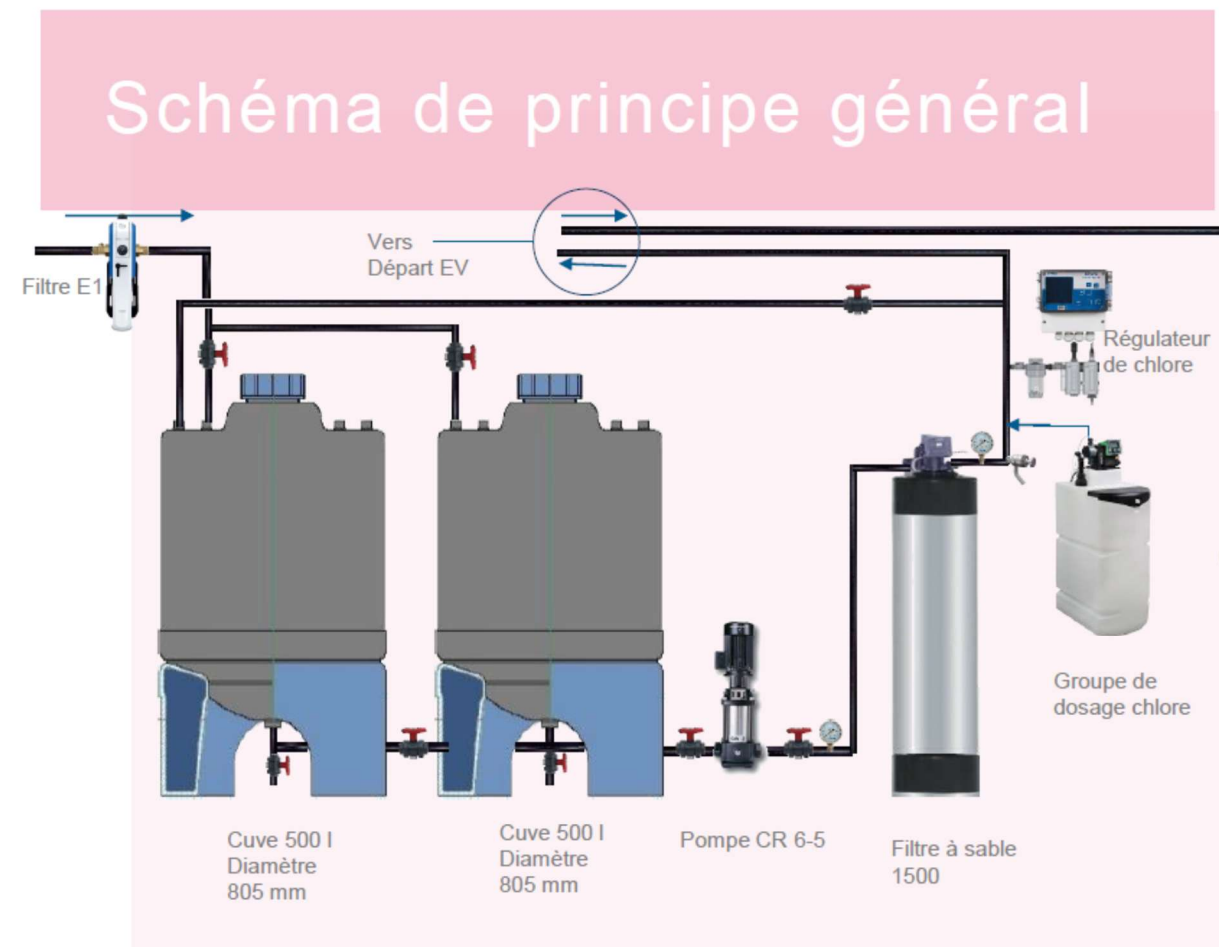 Schéma de principe général
Vers
Départ EV
Filtre E1
Régulateur
de chlore
Groupe de
dosage chlore
Cuve 500 l
Diamètre
805 mm
Cuve 500 l
Diamètre
805 mm
Pompe CR 6-5
Filtre à sable
1500